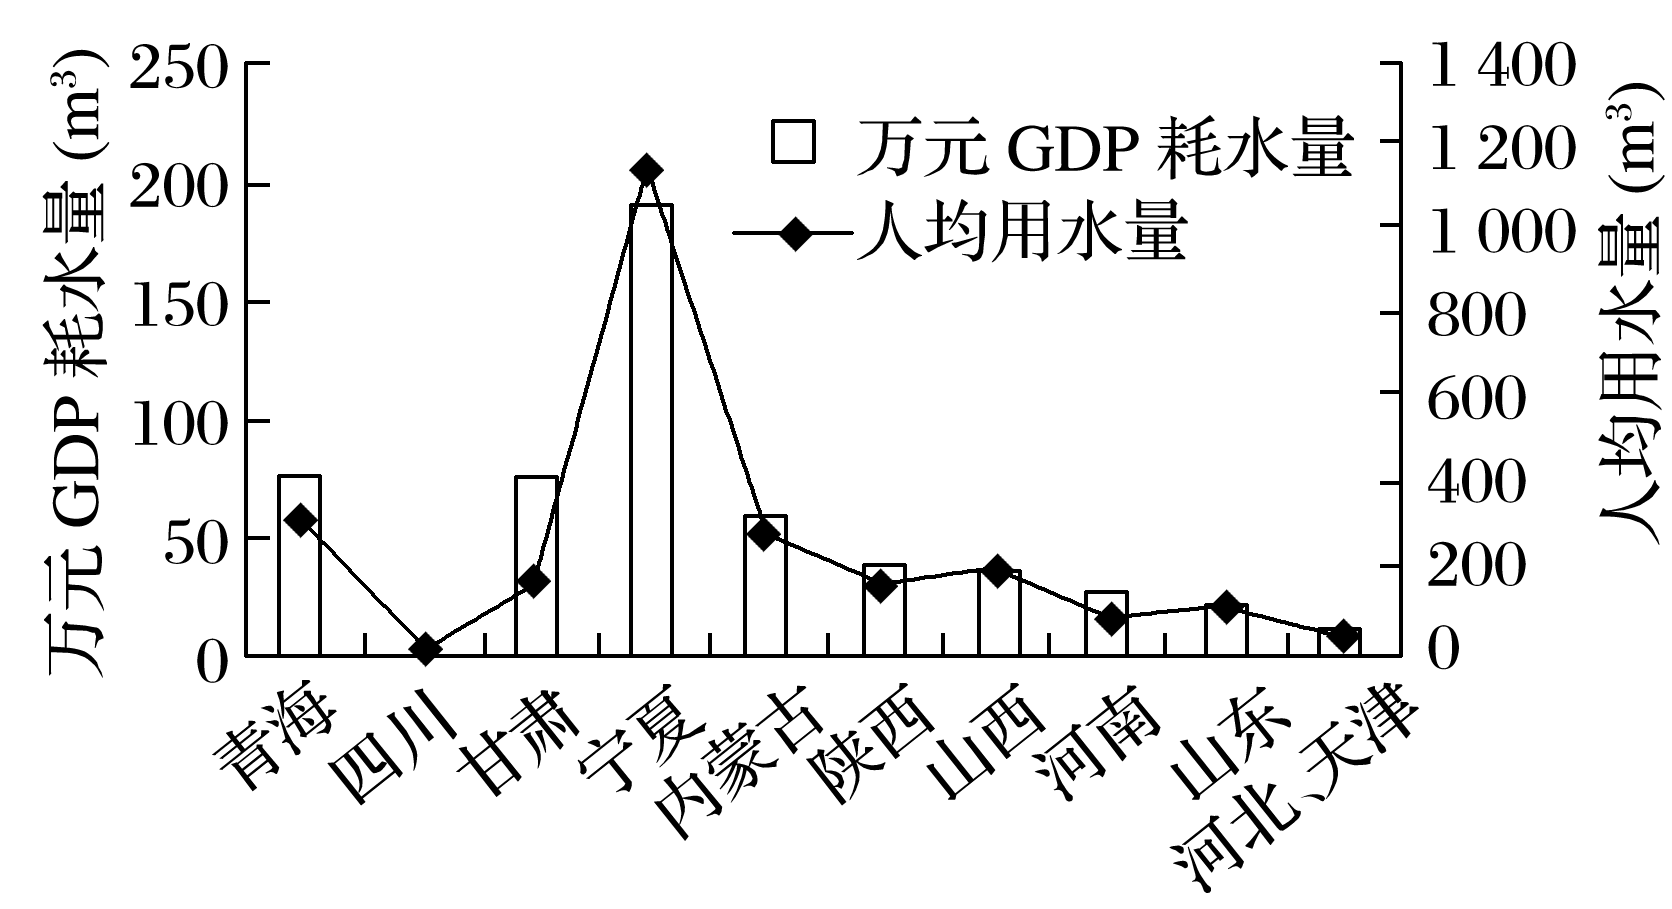 万元 GDP 耗水量 (m³)
250
200
150
100
50
0
万元 GDP 耗水量
人均用水量
1 400
1 200
1 000
800
600
400
200
0
人均用水量 (m³)
青海
四川
甘肃
宁夏
内蒙古
陕西
山西
河南
山东
河北、天津